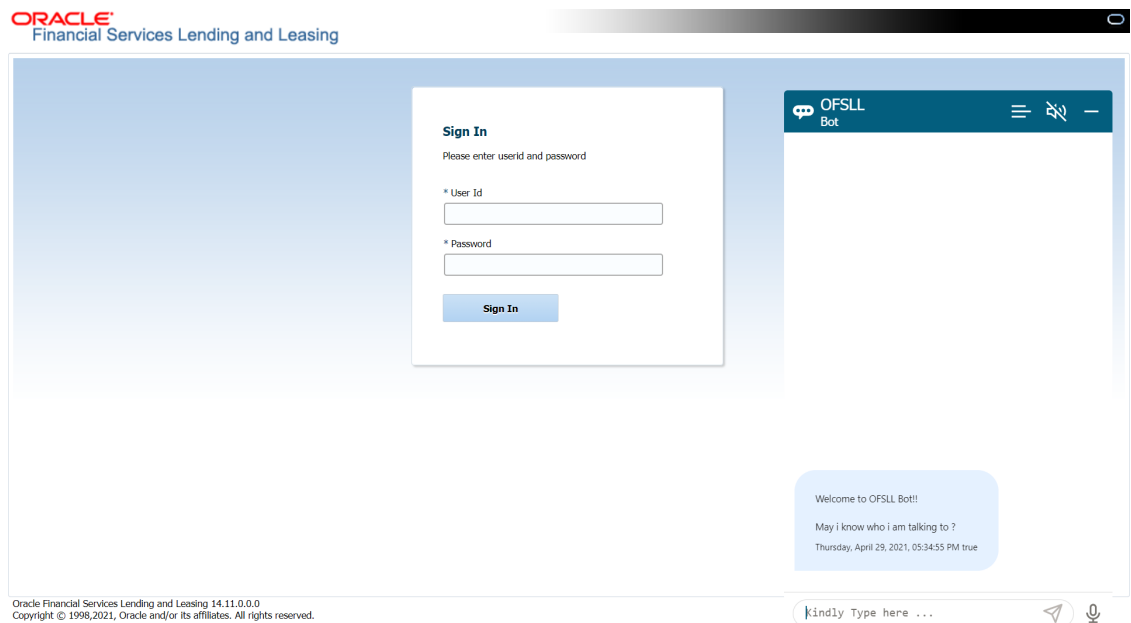 ORACLE®
Financial Services Lending and Leasing
Sign In
Please enter userid and password
* User Id
* Password
Sign In
OFSLL
Bot
Welcome to OFSLL Bot!!
May i know who i am talking to ?
Thursday, April 29, 2021, 05:34:55 PM true
Kindly Type here ...
Oracle Financial Services Lending and Leasing 14.11.0.0.0
Copyright © 1998,2021, Oracle and/or its affiliates. All rights reserved.